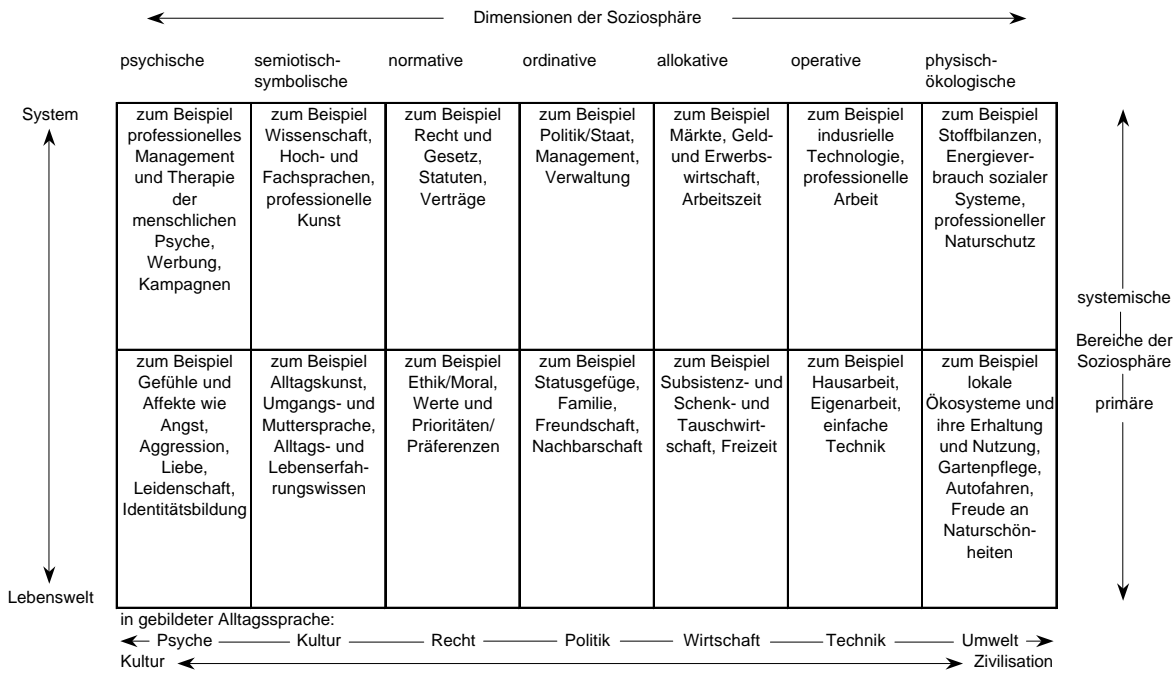 Dimensionen der Soziosphäre
psychische
semiotisch-
symbolische
normative
ordinative
allokative
operative
physisch-
ökologische
System
zum Beispiel
professionelles
Management
und Therapie
der
menschlichen
Psyche,
Werbung,
Kampagnen
zum Beispiel
Wissenschaft,
Hoch- und
Fachsprachen,
professionelle
Kunst
zum Beispiel
Recht und
Gesetz,
Statuten,
Verträge
zum Beispiel
Politik/Staat,
Management,
Verwaltung
zum Beispiel
Märkte, Geld-
und Erwerbs-
wirtschaft,
Arbeitszeit
zum Beispiel
indusrielle
Technologie,
professionelle
Arbeit
zum Beispiel
Stoffbilanzen,
Energiever-
brauch sozialer
Systeme,
professioneller
Naturschutz
systemische
Bereiche der
Soziosphäre
primäre
zum Beispiel
Gefühle und
Affekte wie
Angst,
Aggression,
Liebe,
Leidenschaft,
Identitätsbildung
zum Beispiel
Alltagskunst,
Umgangs- und
Muttersprache,
Alltags- und
Lebenserfah-
rungswissen
zum Beispiel
Ethik/Moral,
Werte und
Prioritäten/
Präferenzen
zum Beispiel
Statusgefüge,
Familie,
Freundschaft,
Nachbarschaft
zum Beispiel
Subsistenz- und
Schenk- und
Tauschwirt-
schaft, Freizeit
zum Beispiel
Hausarbeit,
Eigenarbeit,
einfache
Technik
zum Beispiel
lokale
Ökosysteme und
ihre Erhaltung
und Nutzung,
Gartenpflege,
Autofahren,
Freude an
Naturschön-
heiten
Lebenswelt
in gebildeter Alltagssprache:
Psyche Kultur Recht Politik Wirtschaft Technik Umwelt
Kultur Zivilisation